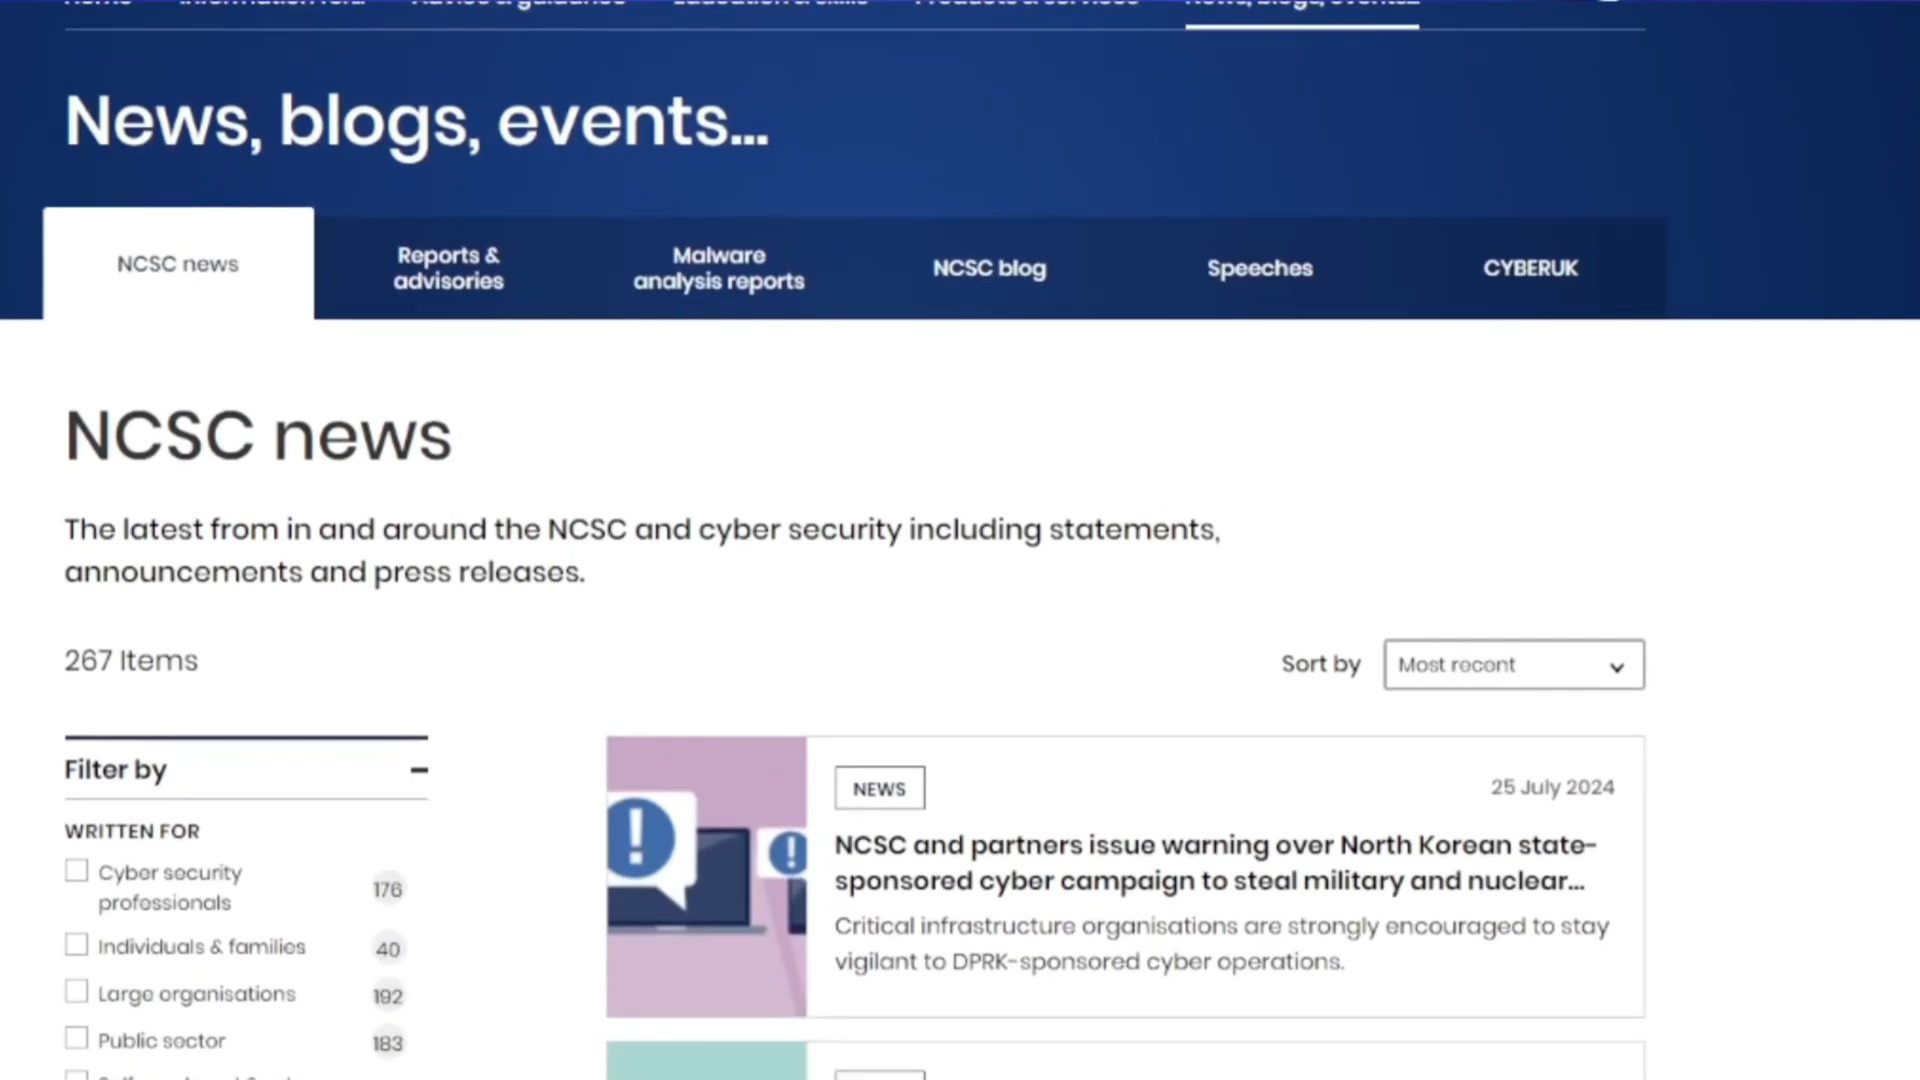 News, blogs, events...
NCSC news
Reports &
advisories
Malware
analysis reports
NCSC blog
Speeches
CYBERUK
NCSC news
The latest from in and around the NCSC and cyber security including statements,
announcements and press releases.
267 Items
Sort by
Most recent
Filter by
WRITTEN FOR
Cyber security
professionals
176
Individuals & families
40
Large organisations
192
Public sector
183
NEWS
25 July 2024
NCSC and partners issue warning over North Korean state-
sponsored cyber campaign to steal military and nuclear...
Critical infrastructure organisations are strongly encouraged to stay
vigilant to DPRK-sponsored cyber operations.